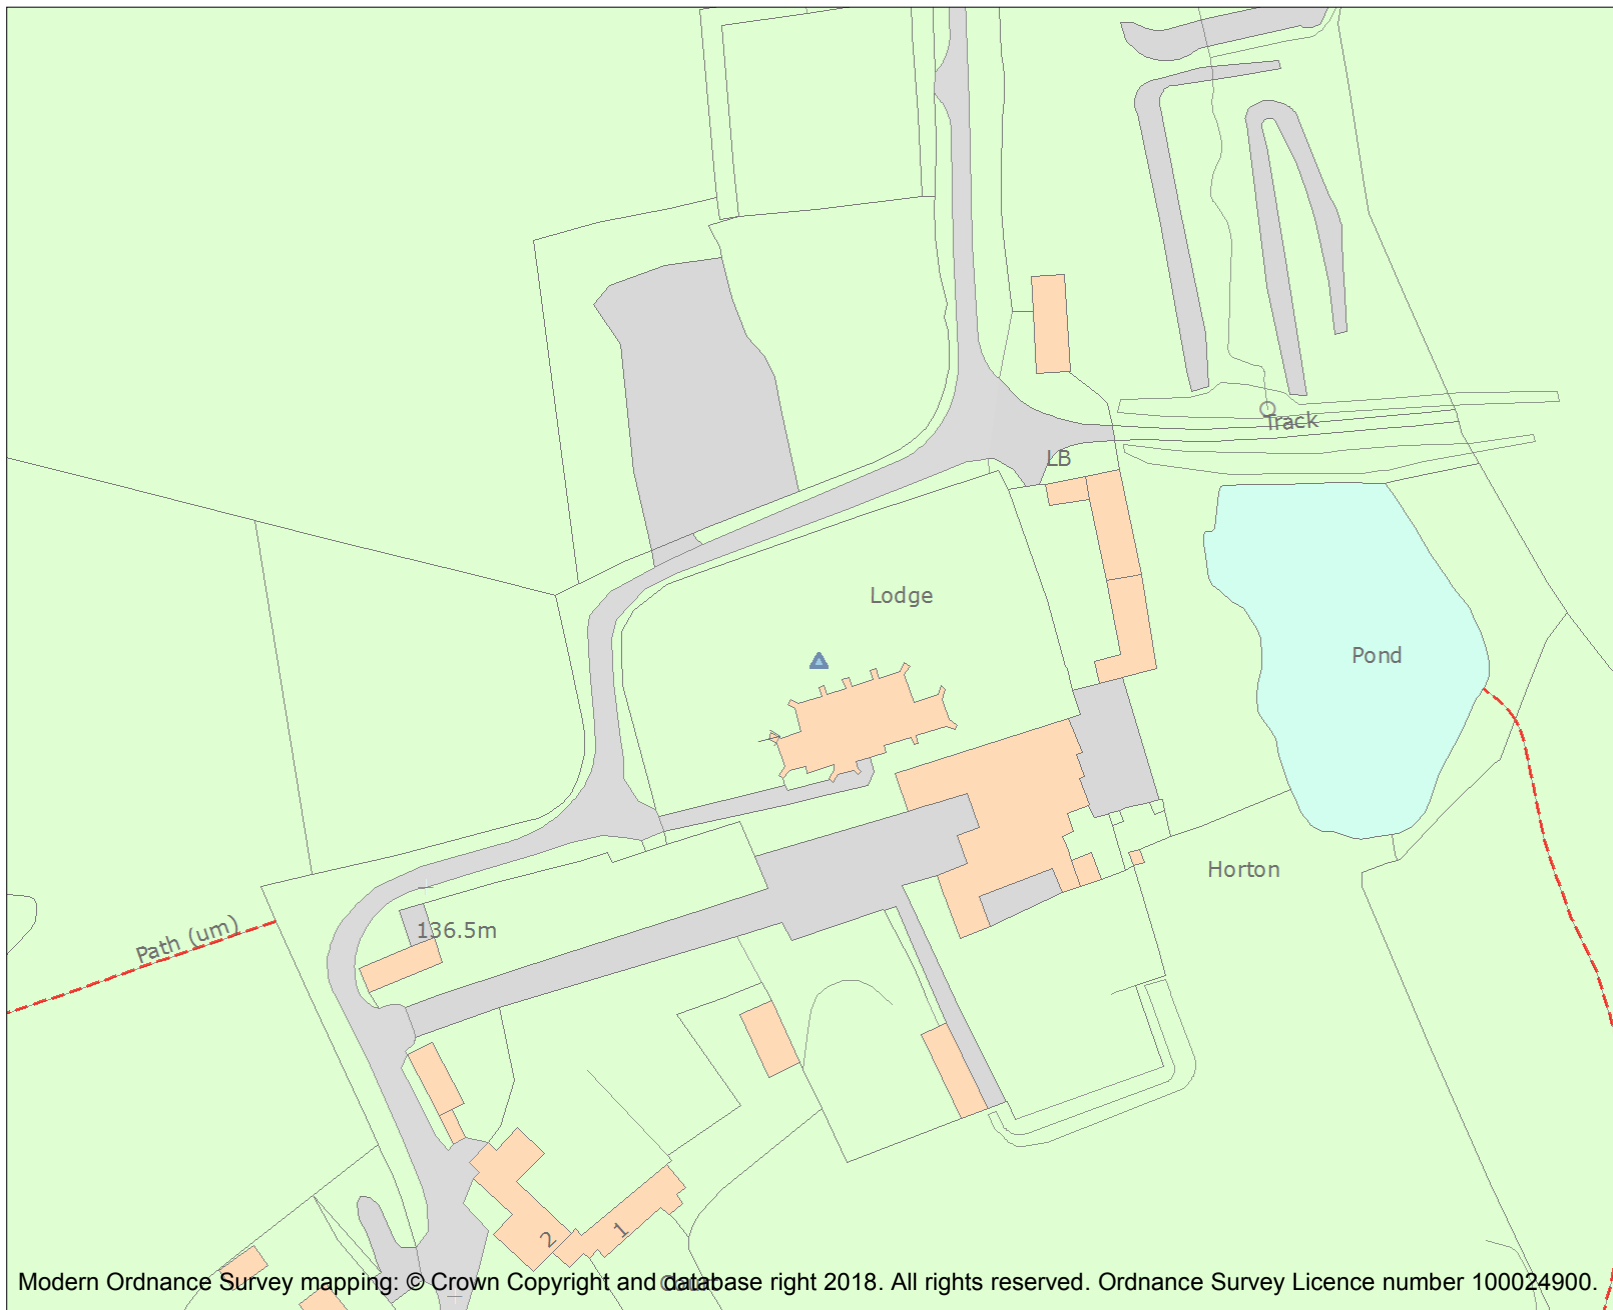 Track
LB
Lodge
Pond
Horton
136.5m
Path (um)
2
1
Modern Ordnance Survey mapping: © Crown Copyright and database right 2018. All rights reserved. Ordnance Survey Licence number 100024900.